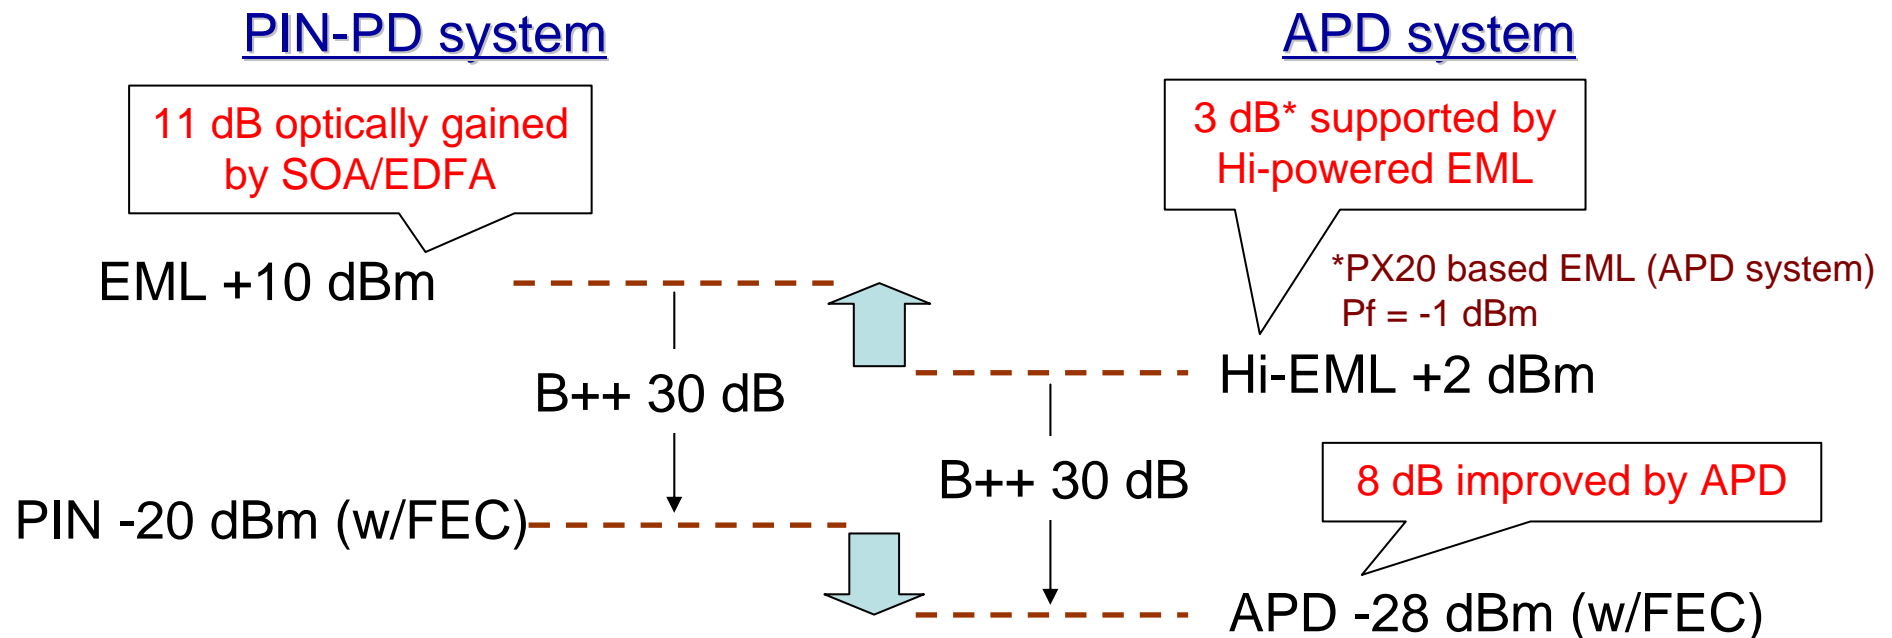 PIN-PD system
11 dB optically gained
by SOA/EDFA
EML +10 dBm
B++ 30 dB
PIN -20 dBm (w/FEC)
APD system
3 dB* supported by
Hi-powered EML
*PX20 based EML (APD system)
Pf = -1 dBm
Hi-EML +2 dBm
B++ 30 dB
8 dB improved by APD
APD -28 dBm (w/FEC)